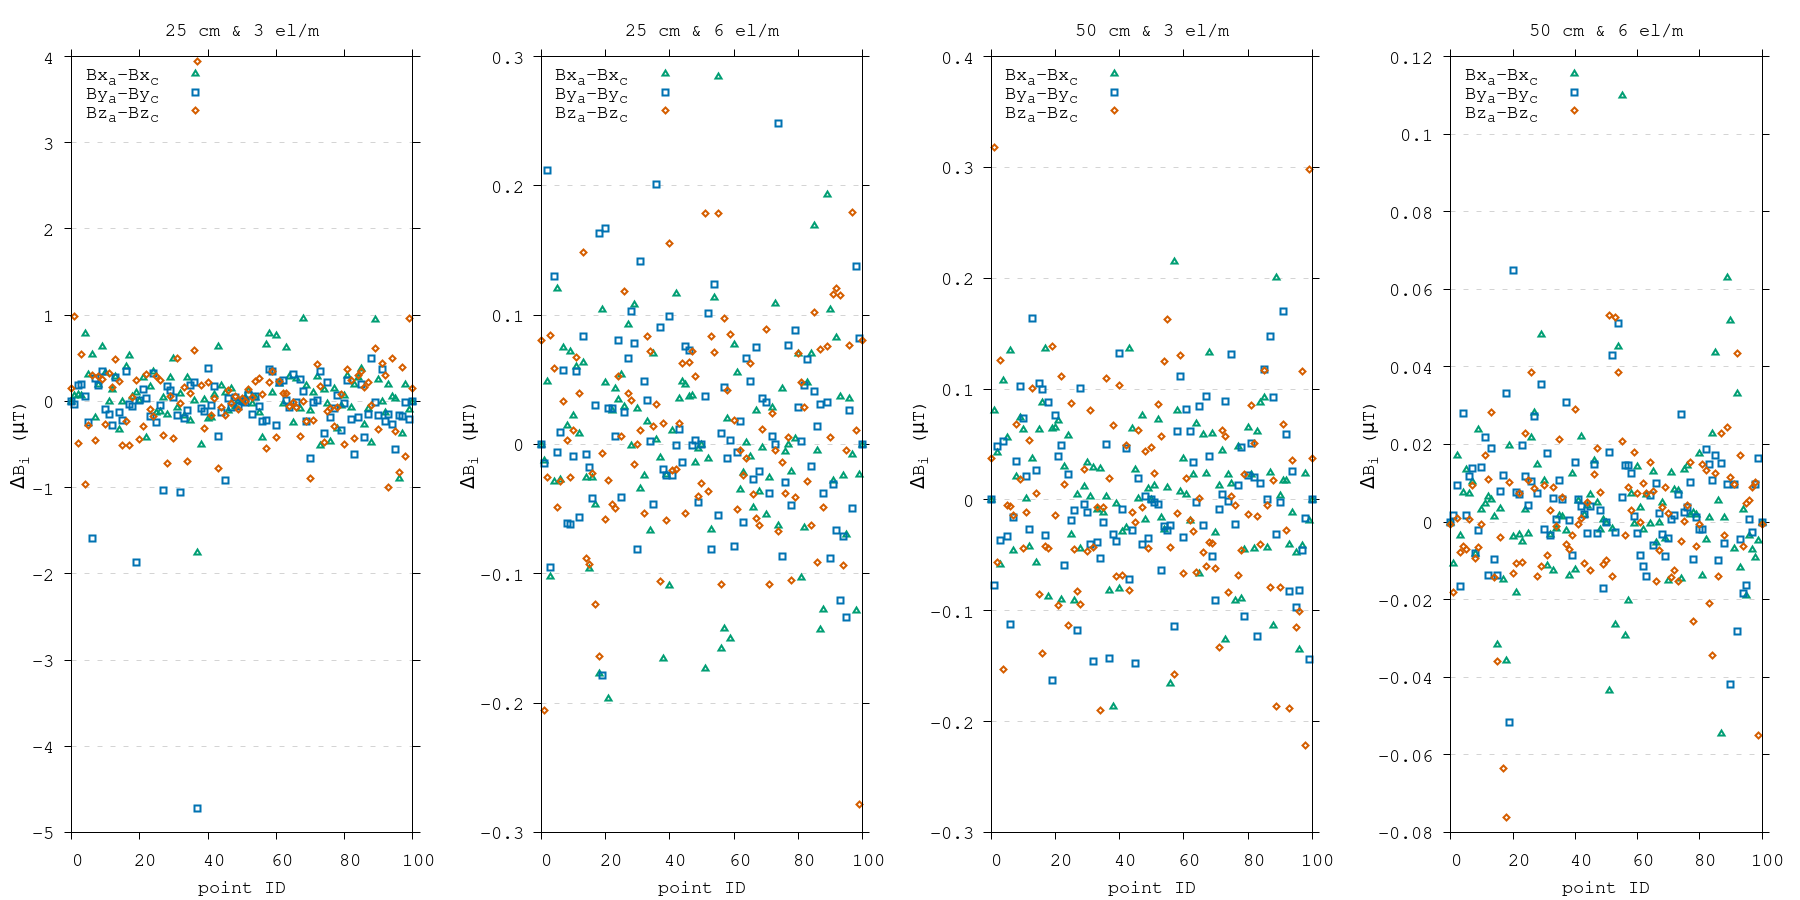 25 cm & 3 el/m
4
3
2
1
0
−1
−2
−3
−4
−5
ΔBi (μT)
Bxa−Bxc
Bya−Byc
Bza−Bzc
0 20 40 60 80 100
point ID
25 cm & 6 el/m
0.3
0.2
0.1
0
−0.1
−0.2
−0.3
ΔBi (μT)
Bxa−Bxc
Bya−Byc
Bza−Bzc
0 20 40 60 80 100
point ID
50 cm & 3 el/m
0.4
0.3
0.2
0.1
0
−0.1
−0.2
−0.3
ΔBi (μT)
Bxa−Bxc
Bya−Byc
Bza−Bzc
0 20 40 60 80 100
point ID
50 cm & 6 el/m
0.12
0.1
0.08
0.06
0.04
0.02
0
−0.02
−0.04
−0.06
−0.08
ΔBi (μT)
Bxa−Bxc
Bya−Byc
Bza−Bzc
0 20 40 60 80 100
point ID